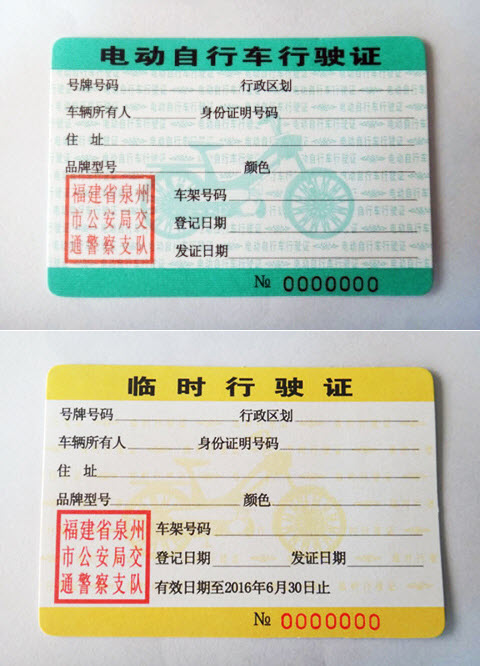 电动自行车行驶证
号牌号码 行政区划
车辆所有人 身份证明号码
住 址
品牌型号 颜色
福建省泉州
市公安局交
通警察支队
车架号码
登记日期
发证日期
№ 0000000
临时行驶证
号牌号码 行政区划
车辆所有人 身份证明号码
住 址
品牌型号 颜色
福建省泉州
市公安局交
通警察支队
车架号码
登记日期 发证日期
有效日期至2016年6月30日止
№ 0000000